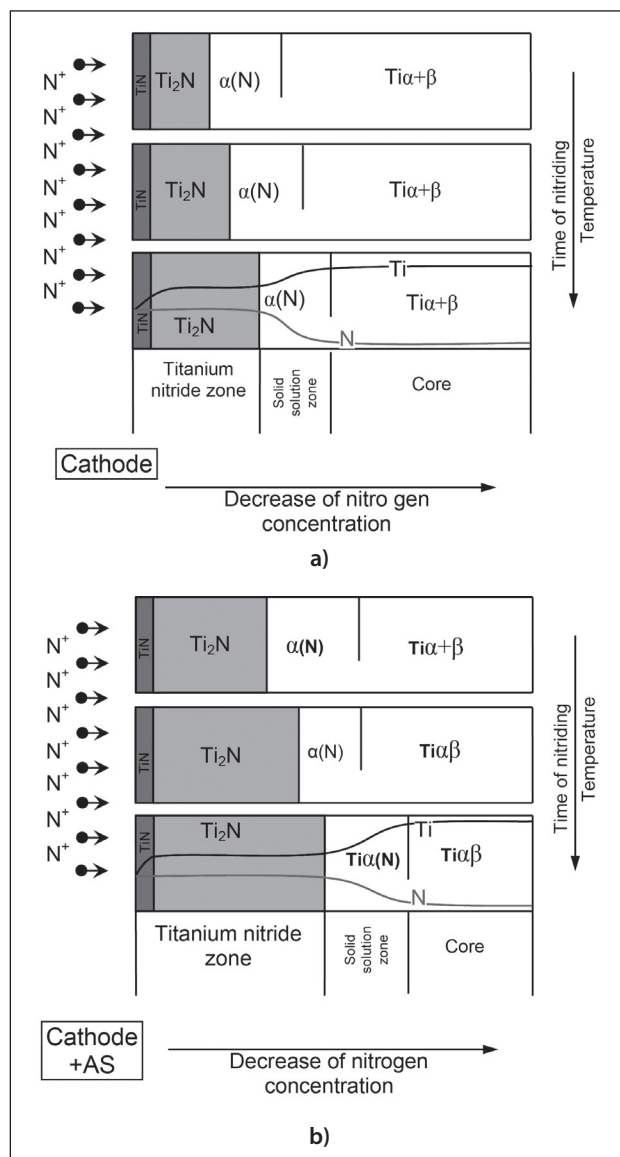 N⁺
N⁺
N⁺
N⁺
N⁺
N⁺
N⁺
TiN
Ti₂N
α(N)
Tiα+β
TiN
Ti₂N
α(N)
Tiα+β
Ti
TiN
Ti₂N
α(N)
Tiα+β
N
Titanium
nitride zone
Solid
solution
zone
Core
Time of nitriding
Temperature
Cathode
Decrease of nitro gen
concentration
a)
N⁺
N⁺
N⁺
N⁺
N⁺
N⁺
N⁺
TiN
Ti₂N
α(N)
Tiα+β
TiN
Ti₂N
α(N)
Tiαβ
TiN
Ti₂N
Ti
Tiα(N)
Tiαβ
N
Titanium nitride
zone
Solid
solution
zone
Core
Time of nitriding
Temperature
Cathode
+AS
Decrease of nitrogen
concentration
b)